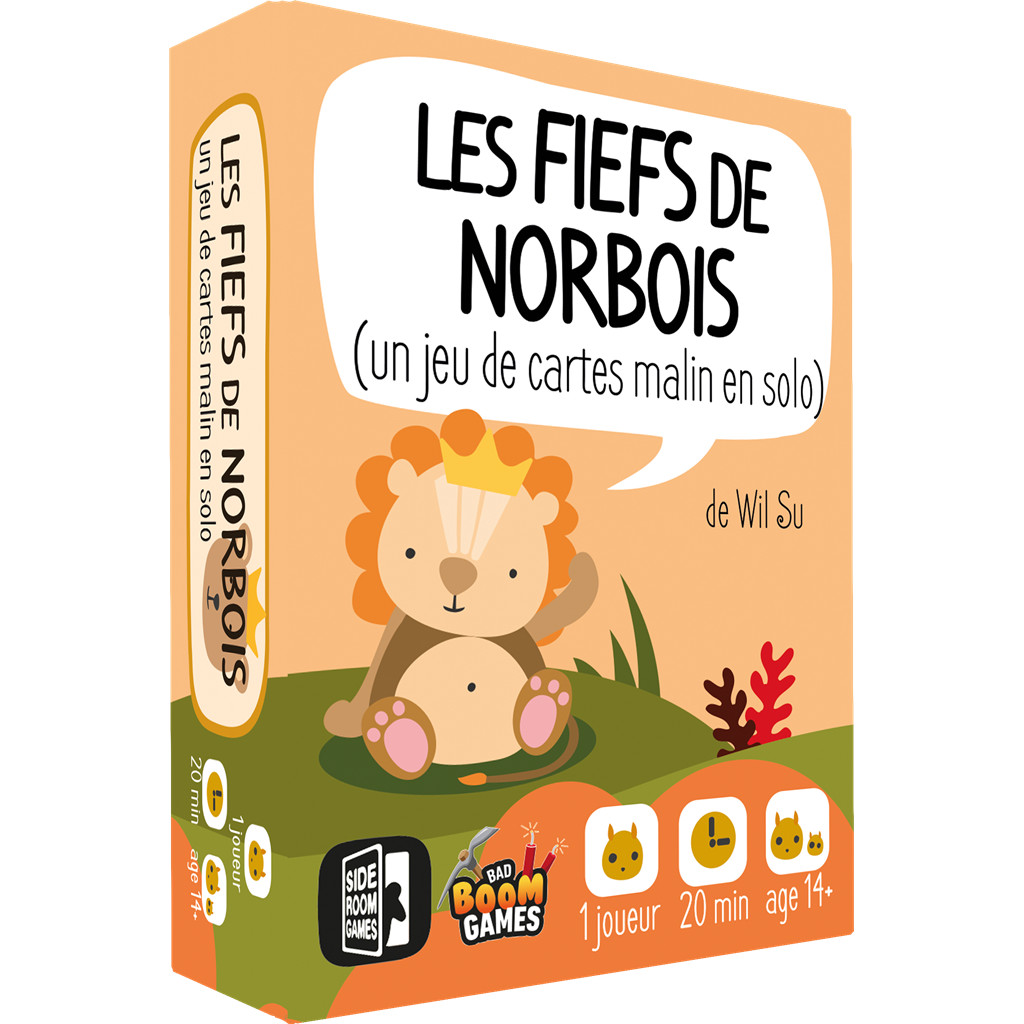 LES FIEFS DE
NORBOIS
(un jeu de cartes malin en solo)
de Wil Su
SIDE
ROOM
GAMES
BAD
BOOM
GAMES
1 joueur
20 min
age 14+
LES FIEFS DE NORBOIS
un jeu de cartes malin en solo
1 joueur
20 min
age 14+